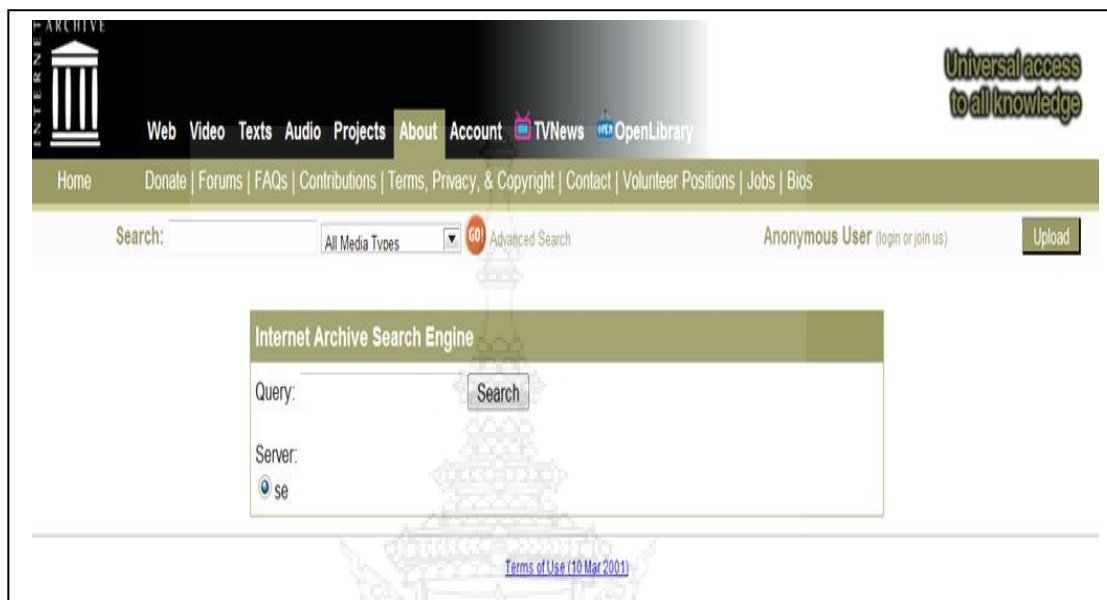 INTERNET ARCHIVE
Universal access
to all knowledge
Web Video Texts Audio Projects About Account TVNews OPEN OpenLibrary
Home Donate | Forums | FAQs | Contributions | Terms, Privacy, & Copyright | Contact | Volunteer Positions | Jobs | Bios
Search: All Media Types GO! Advanced Search Anonymous User (login or join us) Upload
Internet Archive Search Engine
Query: Search
Server:
se
Terms of Use (10 Mar 2001)